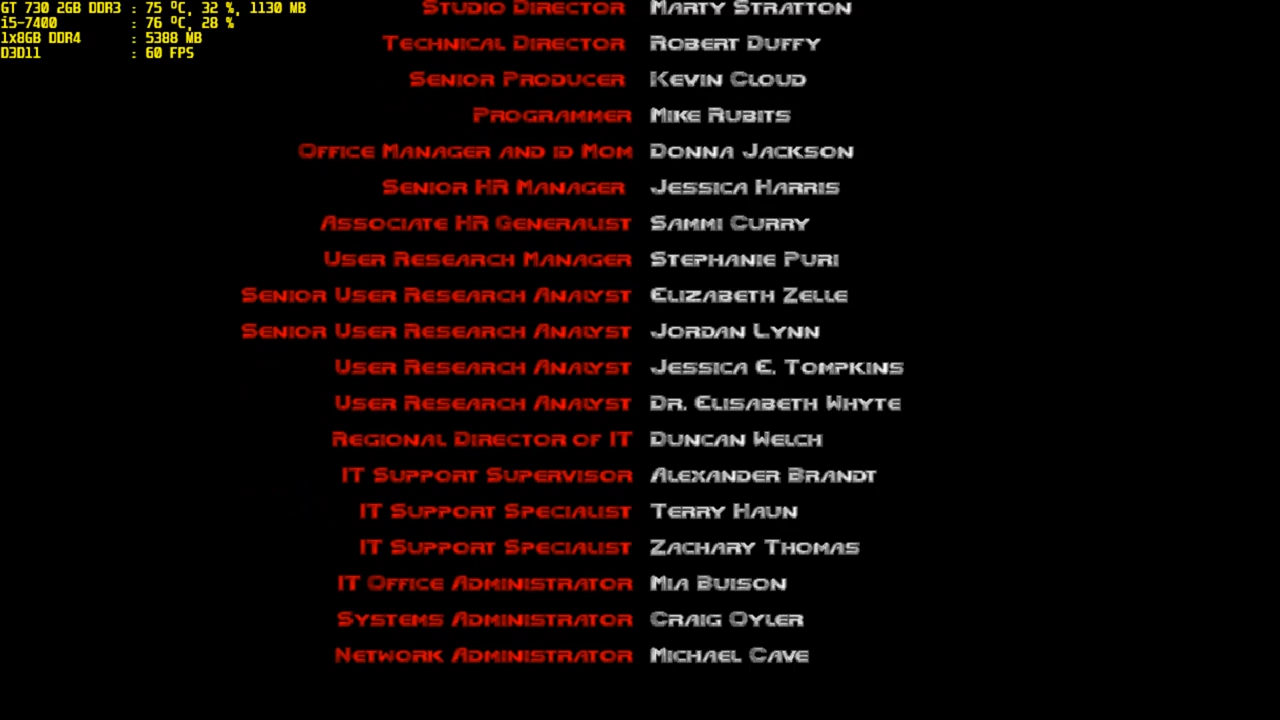 GT 730 2GB DDR3 : 75 ºC, 32 %, 1130 MB
i5-7400 : 76 ºC, 28 %
1x8GB DDR4 : 5388 MB
D3D11 : 60 FPS
Studio Director Marty Stratton
Technical Director Robert Duffy
Senior Producer Kevin Cloud
Programmer Mike Rubits
Office Manager and id Mom Donna Jackson
Senior HR Manager Jessica Harris
Associate HR Generalist Sammi Curry
User Research Manager Stephanie Puri
Senior User Research Analyst Elizabeth Zelle
Senior User Research Analyst Jordan Lynn
User Research Analyst Jessica E. Tompkins
User Research Analyst Dr. Elisabeth Whyte
Regional Director of IT Duncan Welch
IT Support Supervisor Alexander Brandt
IT Support Specialist Terry Haun
IT Support Specialist Zachary Thomas
IT Office Administrator Mia Buison
Systems Administrator Craig Oyler
Network Administrator Michael Cave